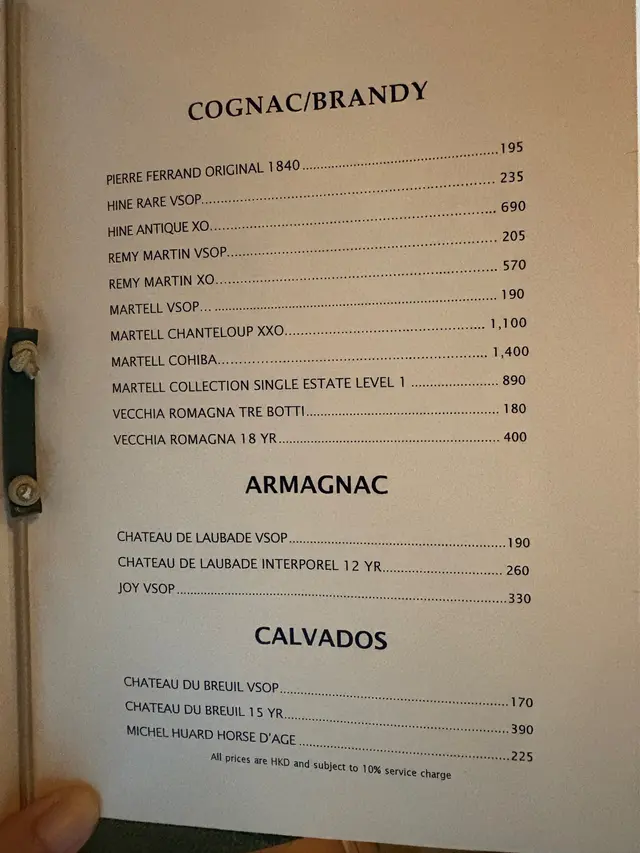 COGNAC/BRANDY
PIERRE FERRAND ORIGINAL 1840 195
HINE RARE VSOP 235
HINE ANTIQUE XO 690
REMY MARTIN VSOP 205
REMY MARTIN XO 570
MARTELL VSOP 190
MARTELL CHANTELOUP XXO 1,100
MARTELL COHIBA 1,400
MARTELL COLLECTION SINGLE ESTATE LEVEL 1 890
VECCHIA ROMAGNA TRE BOTTI 180
VECCHIA ROMAGNA 18 YR 400
ARMAGNAC
CHATEAU DE LAUBADE VSOP 190
CHATEAU DE LAUBADE INTERPOREL 12 YR 260
JOY VSOP 330
CALVADOS
CHATEAU DU BREUIL VSOP 170
CHATEAU DU BREUIL 15 YR 390
MICHEL HUARD HORSE D'AGE 225
All prices are HKD and subject to 10% service charge